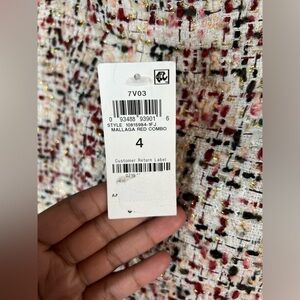 7V03
0 93488 93901 6
STYLE 10815984-1FJ
MALLAGA RED COMBO
4
Customer Return Label